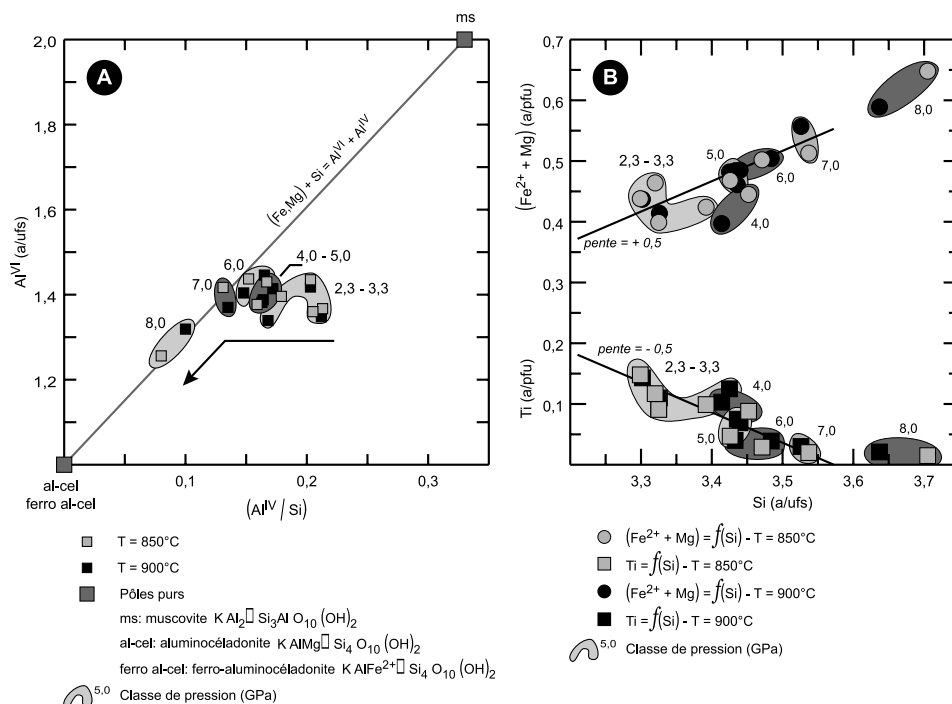 ms
2,0
A
1,8
(Fe,Mg) + Si = Al^VI + Al^IV
Al^VI (a/ufs)
1,6
6,0
4,0 - 5,0
7,0
2,3 - 3,3
1,4
8,0
1,2
al-cel
ferro al-cel
0,1
0,2
0,3
(Al^IV / Si)
T = 850°C
T = 900°C
Pôles purs
ms: muscovite K Al2▯ Si3Al O10 (OH)2
al-cel: aluminocéladonite K AlMg▯ Si4 O10 (OH)2
ferro al-cel: ferro-aluminocéladonite K AlFe2+▯ Si4 O10 (OH)2
5,0 Classe de pression (GPa)
0,7
B
8,0
0,6
(Fe2+ + Mg) (a/pfu)
5,0
2,3 - 3,3
7,0
0,5
6,0
0,4
4,0
pente = + 0,5
0,3
0,2
pente = - 0,5
2,3 - 3,3
Ti (a/pfu)
4,0
0,1
5,0
6,0
7,0
8,0
3,3
3,4
3,5
3,6
3,7
Si (a/ufs)
(Fe2+ + Mg) = f(Si) - T = 850°C
Ti = f(Si) - T = 850°C
(Fe2+ + Mg) = f(Si) - T = 900°C
Ti = f(Si) - T = 900°C
5,0 Classe de pression (GPa)